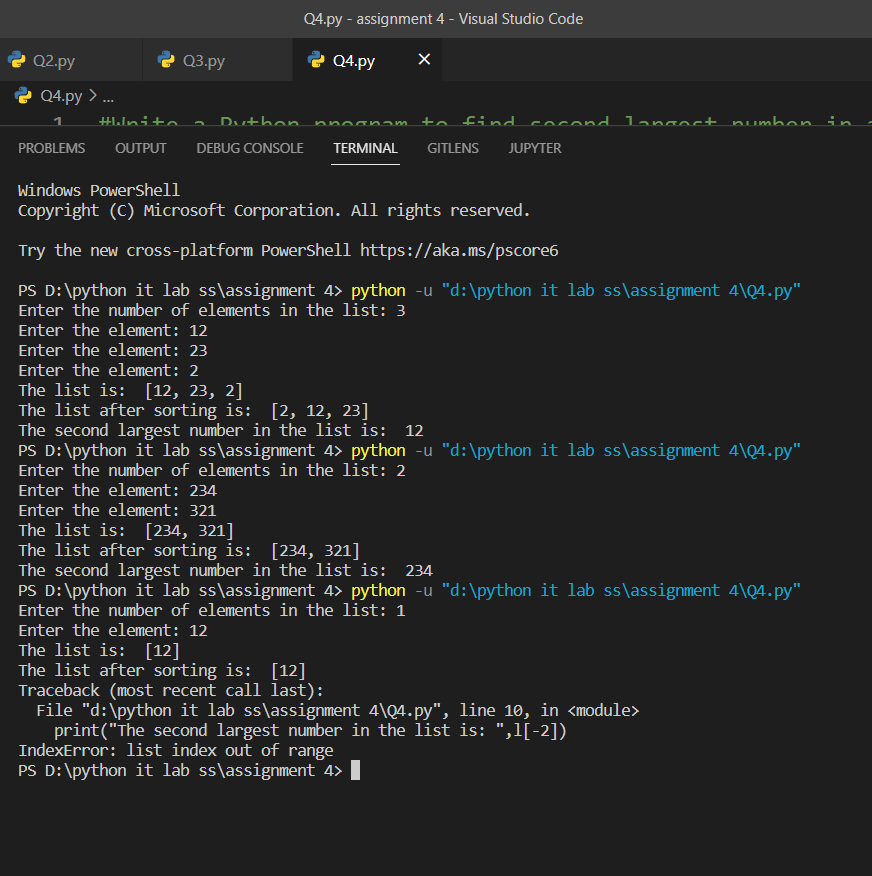 Q4.py - assignment 4 - Visual Studio Code
Q2.py Q3.py Q4.py ✕
Q4.py > ...
1 #Write a Python program to find second largest number in a
PROBLEMS OUTPUT DEBUG CONSOLE TERMINAL GITLENS JUPYTER
Windows PowerShell
Copyright (C) Microsoft Corporation. All rights reserved.
Try the new cross-platform PowerShell https://aka.ms/pscore6
PS D:\python it lab ss\assignment 4> python -u "d:\python it lab ss\assignment 4\Q4.py"
Enter the number of elements in the list: 3
Enter the element: 12
Enter the element: 23
Enter the element: 2
The list is:  [12, 23, 2]
The list after sorting is:  [2, 12, 23]
The second largest number in the list is:  12
PS D:\python it lab ss\assignment 4> python -u "d:\python it lab ss\assignment 4\Q4.py"
Enter the number of elements in the list: 2
Enter the element: 234
Enter the element: 321
The list is:  [234, 321]
The list after sorting is:  [234, 321]
The second largest number in the list is:  234
PS D:\python it lab ss\assignment 4> python -u "d:\python it lab ss\assignment 4\Q4.py"
Enter the number of elements in the list: 1
Enter the element: 12
The list is:  [12]
The list after sorting is:  [12]
Traceback (most recent call last):
  File "d:\python it lab ss\assignment 4\Q4.py", line 10, in <module>
    print("The second largest number in the list is: ",l[-2])
IndexError: list index out of range
PS D:\python it lab ss\assignment 4>